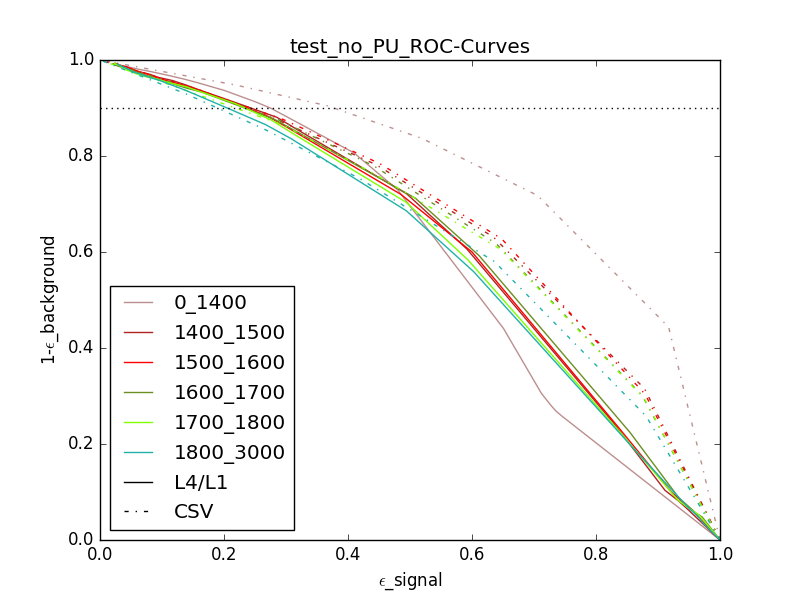 test_no_PU_ROC-Curves
1.0
0.8
0.6
0.4
0.2
0.0
1-ϵ_background
0_1400
1400_1500
1500_1600
1600_1700
1700_1800
1800_3000
L4/L1
CSV
0.0 0.2 0.4 0.6 0.8 1.0
ϵ_signal